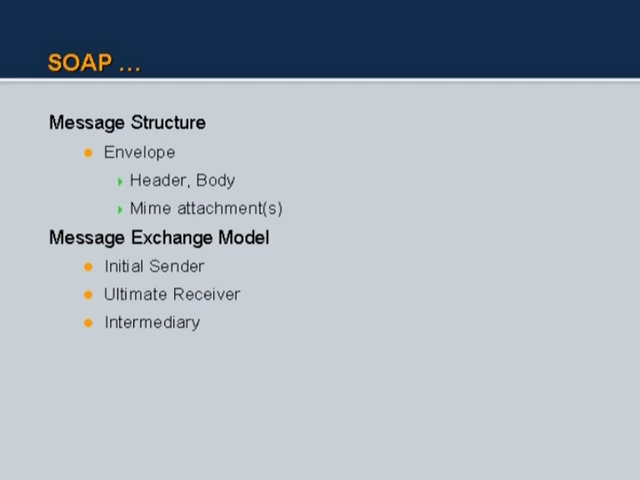 SOAP ...
Message Structure
Envelope
Header, Body
Mime attachment(s)
Message Exchange Model
Initial Sender
Ultimate Receiver
Intermediary